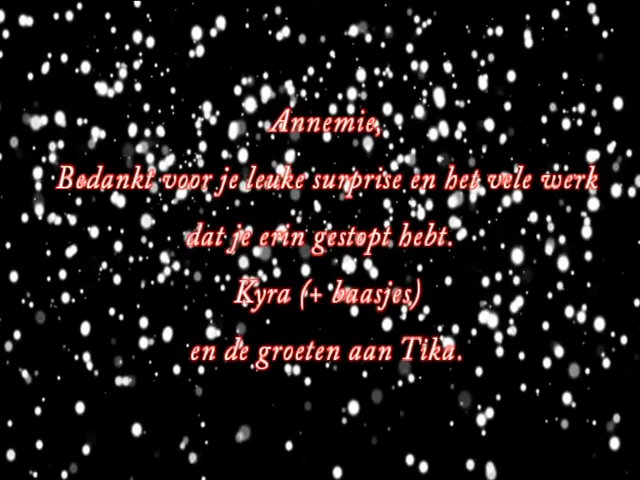 Annemie,
Bedankt voor je leuke surprise en het vele werk
dat je erin gestopt hebt.
Kyra (+ baasjes)
en de groeten aan Tika.